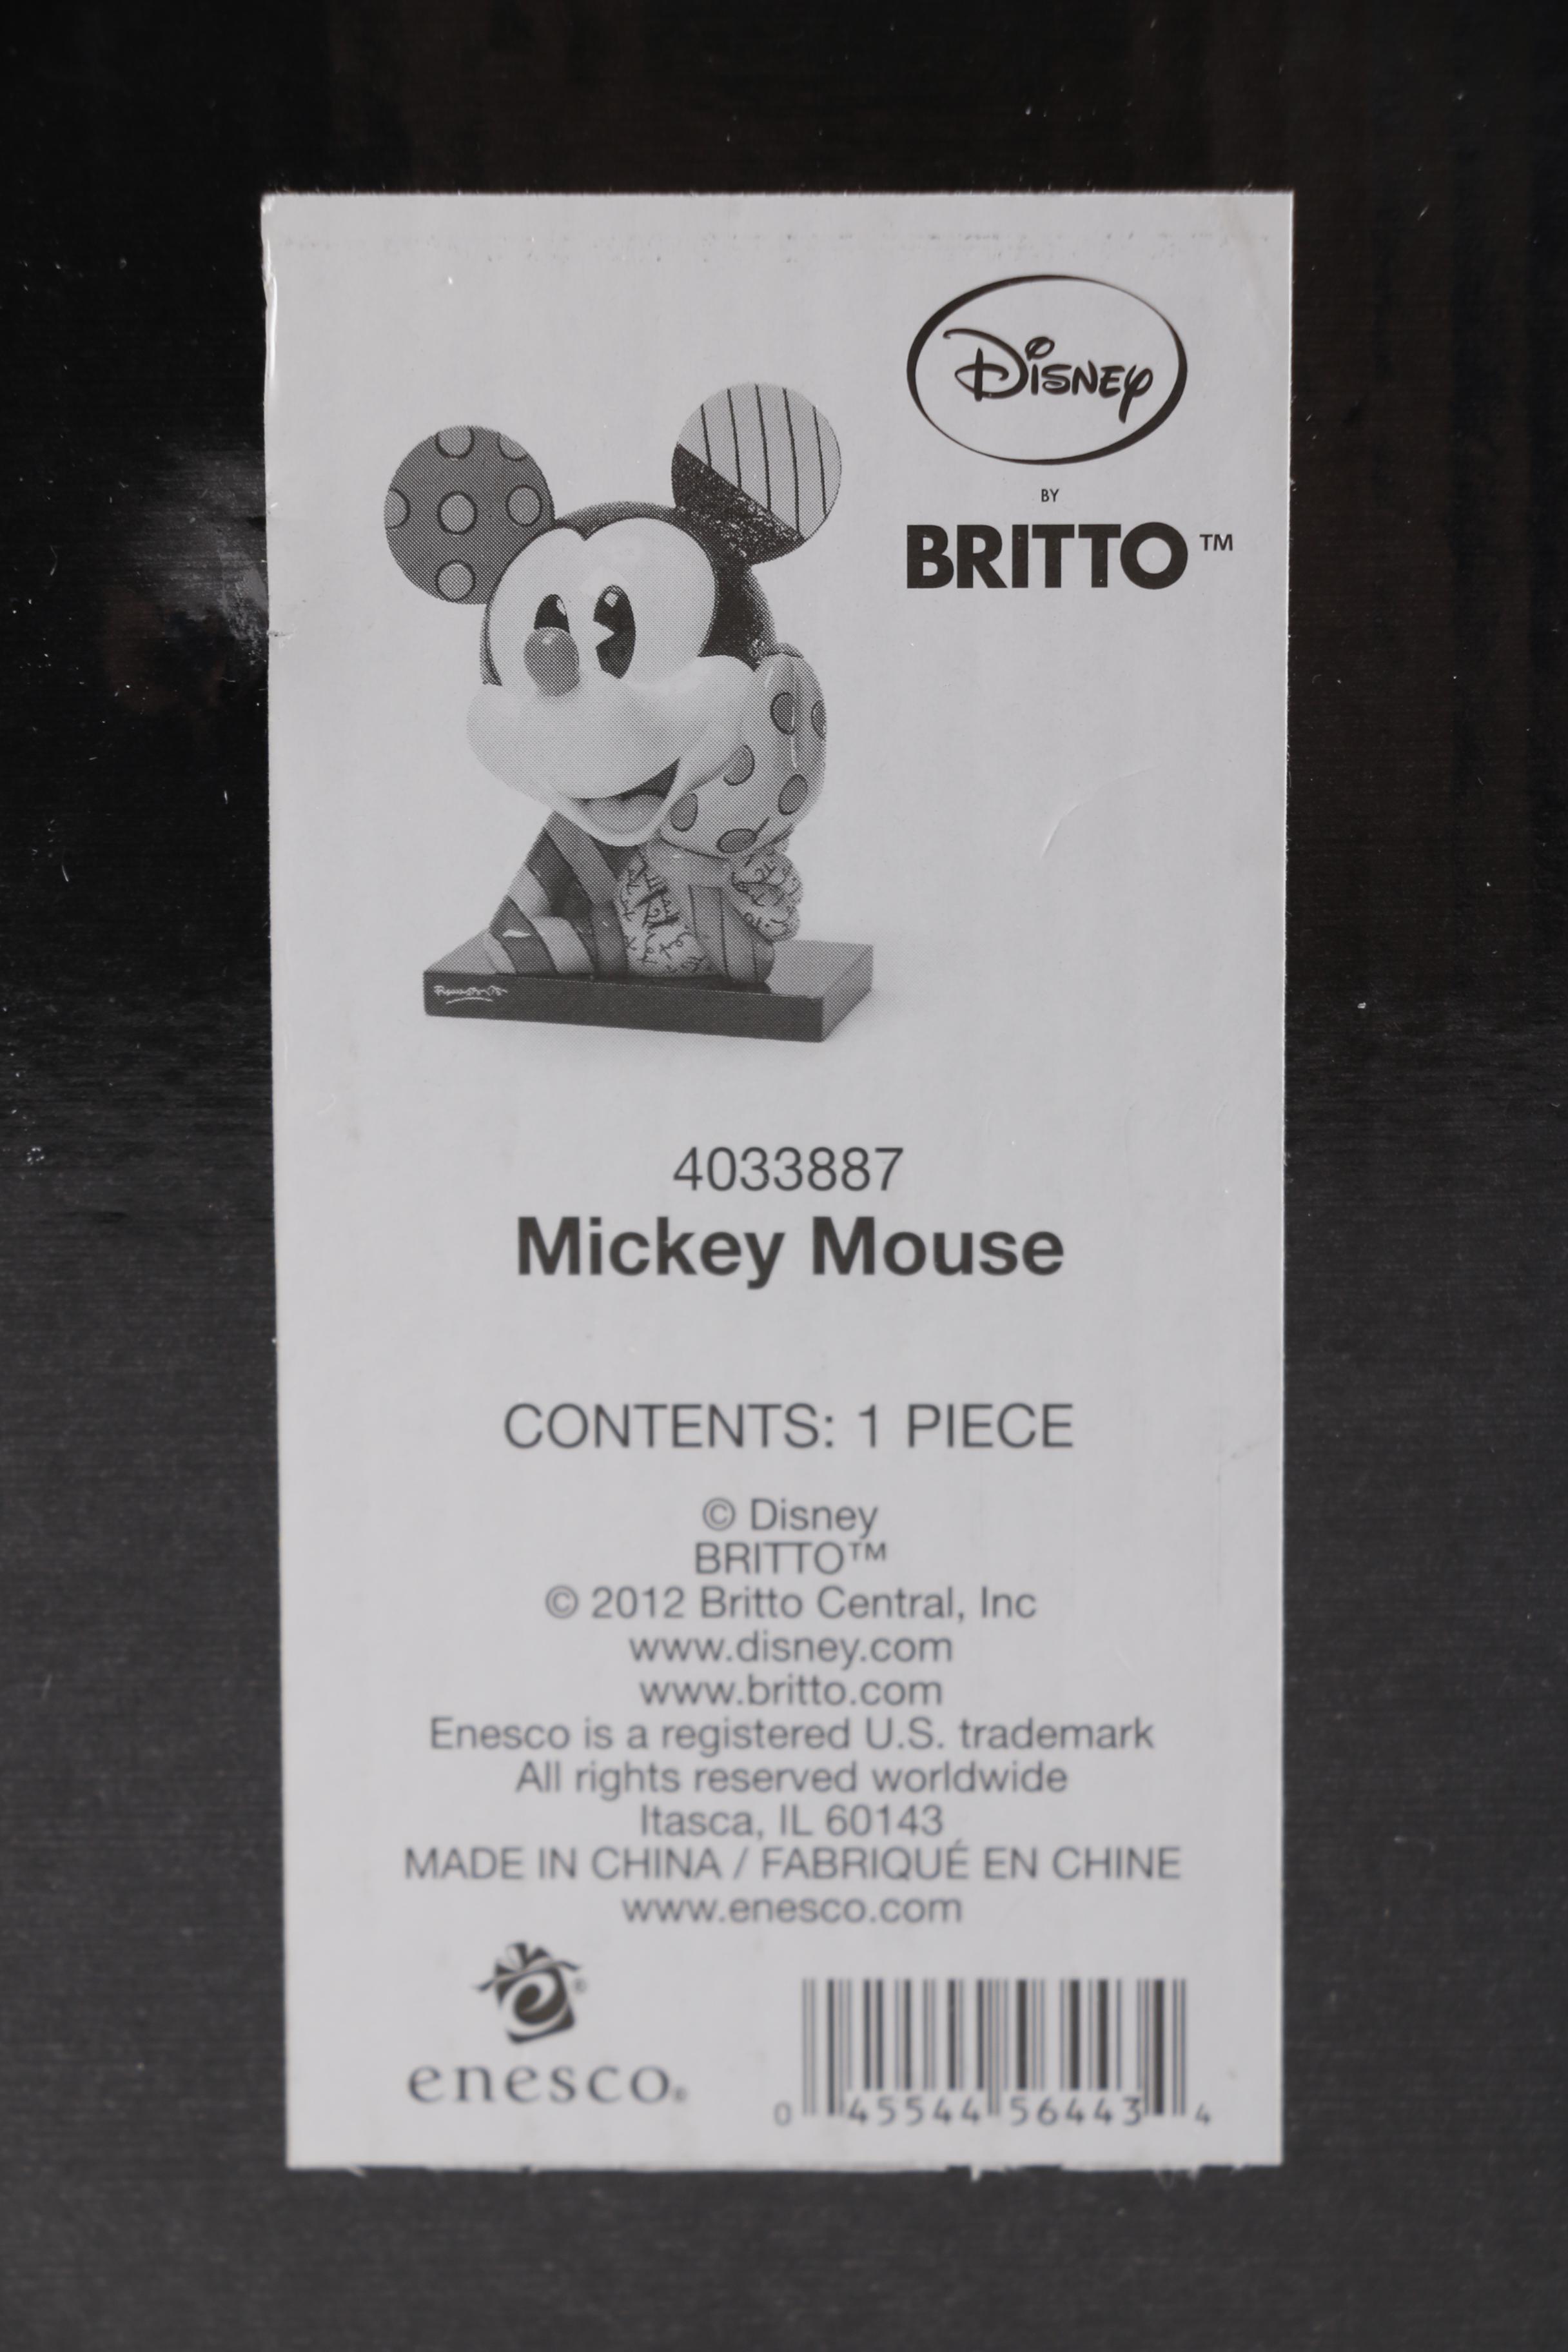 Disney
BY
BRITTO™
4033887
Mickey Mouse
CONTENTS: 1 PIECE
© Disney
BRITTO™
© 2012 Britto Central, Inc
www.disney.com
www.britto.com
Enesco is a registered U.S. trademark
All rights reserved worldwide
Itasca, IL 60143
MADE IN CHINA / FABRIQUÉ EN CHINE
www.enesco.com
enesco®
0 45544 56443 4